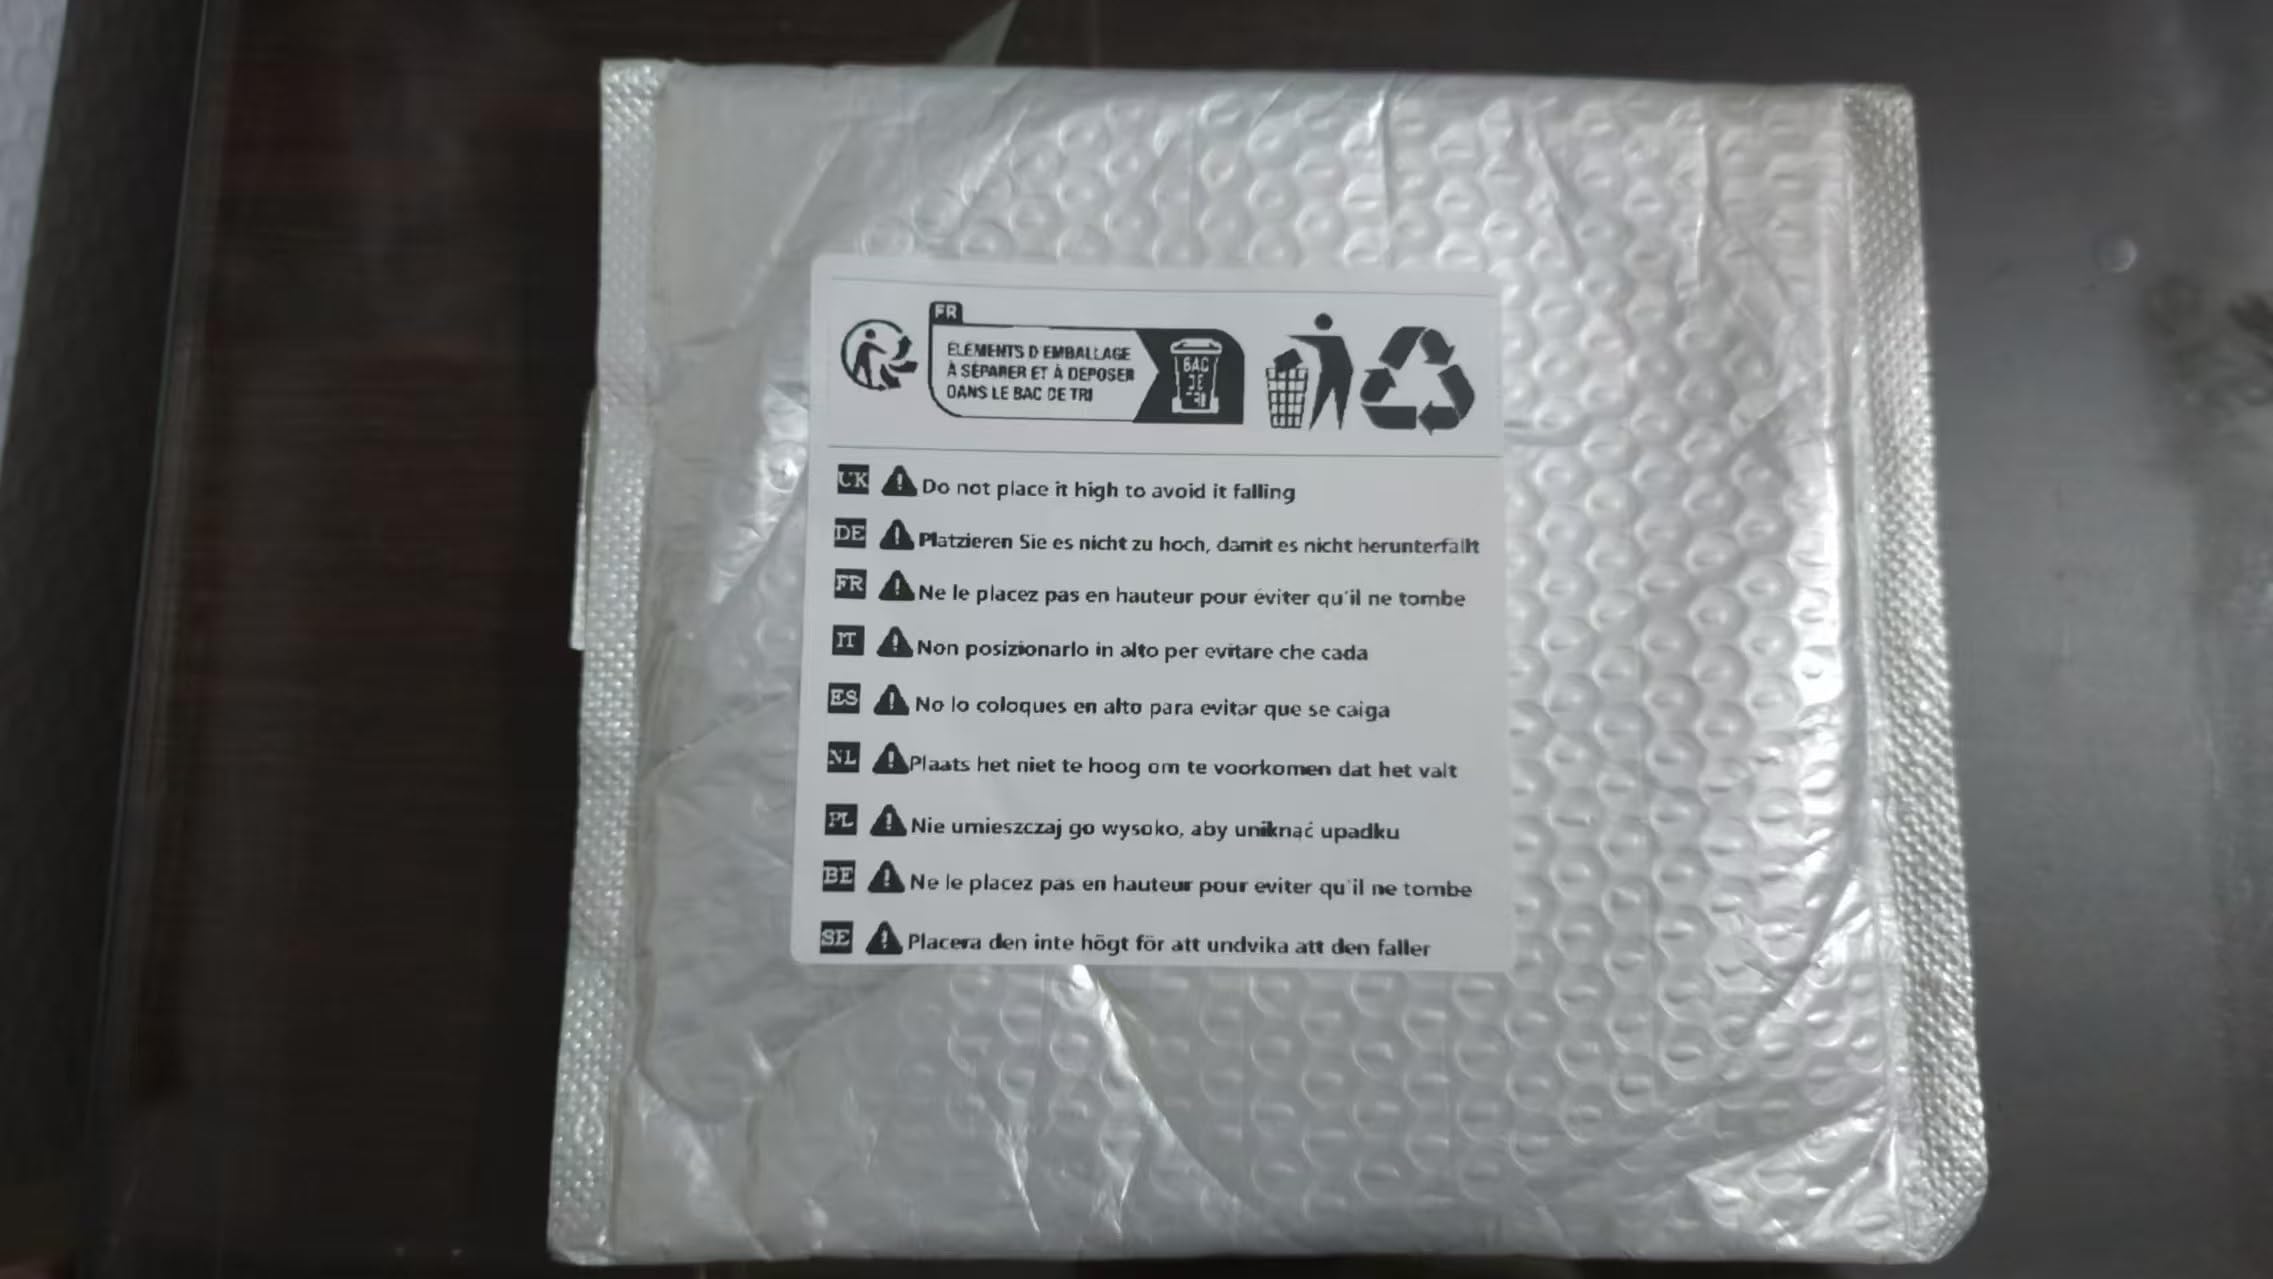 FR
ÉLÉMENTS D'EMBALLAGE
À SÉPARER ET À DÉPOSER
DANS LE BAC DE TRI
BAC
DE
TRI
UK Do not place it high to avoid it falling
DE Platzieren Sie es nicht zu hoch, damit es nicht herunterfällt
FR Ne le placez pas en hauteur pour éviter qu'il ne tombe
IT Non posizionarlo in alto per evitare che cada
ES No lo coloques en alto para evitar que se caiga
NL Plaats het niet te hoog om te voorkomen dat het valt
PL Nie umieszczaj go wysoko, aby uniknąć upadku
BE Ne le placez pas en hauteur pour éviter qu'il ne tombe
SE Placera den inte högt för att undvika att den faller